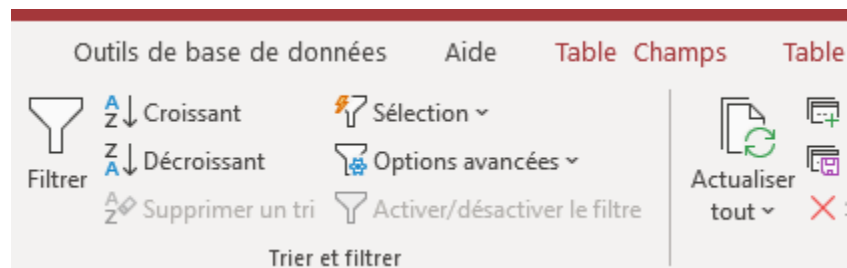 Outils de base de données Aide Table Champs Table
Filtrer
Croissant
Décroissant
Supprimer un tri
Sélection
Options avancées
Activer/désactiver le filtre
Trier et filtrer
Actualiser
tout